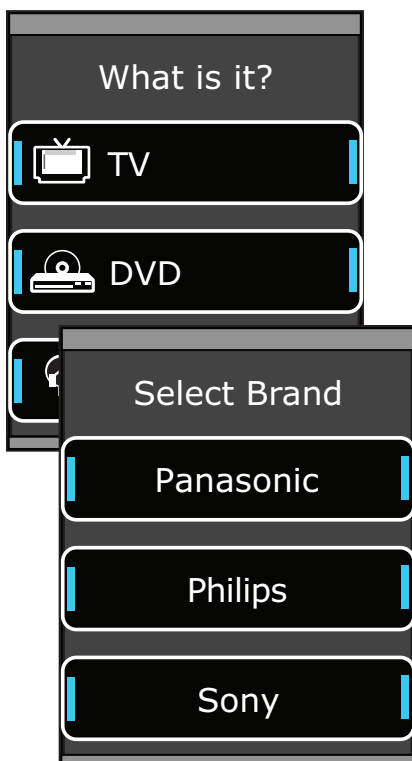 What is it?
TV
DVD
Select Brand
Panasonic
Philips
Sony